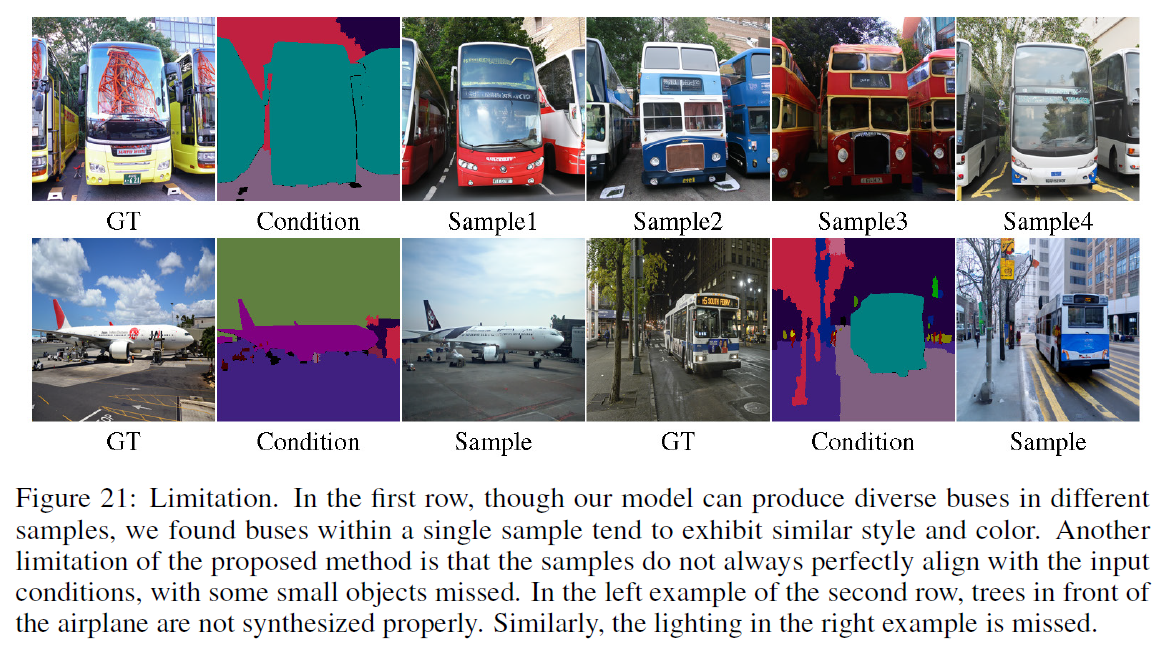 GT Condition Sample1 Sample2 Sample3 Sample4
JAL
M5 SOUTH FERRY
GT Condition Sample GT Condition Sample
Figure 21: Limitation. In the first row, though our model can produce diverse buses in different
samples, we found buses within a single sample tend to exhibit similar style and color. Another
limitation of the proposed method is that the samples do not always perfectly align with the input
conditions, with some small objects missed. In the left example of the second row, trees in front of
the airplane are not synthesized properly. Similarly, the lighting in the right example is missed.